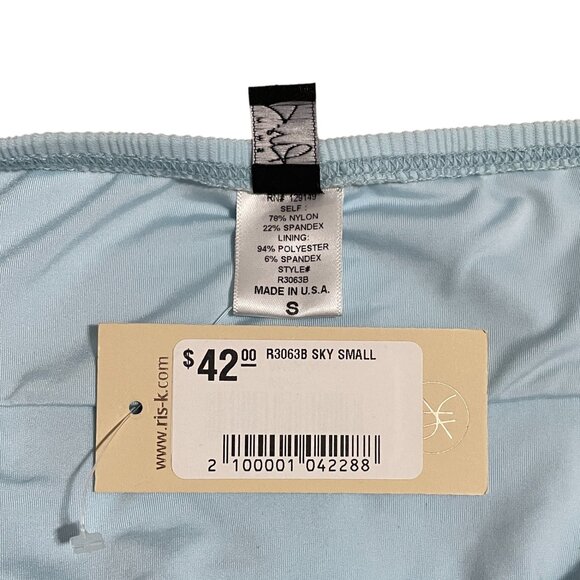 RN# 129149
SELF :
78% NYLON
22% SPANDEX
LINING:
94% POLYESTER
6% SPANDEX
STYLE#
R3063B
MADE IN U.S.A.
S
www.ris-k.com
$42.00 R3063B SKY SMALL
2 100001 042288